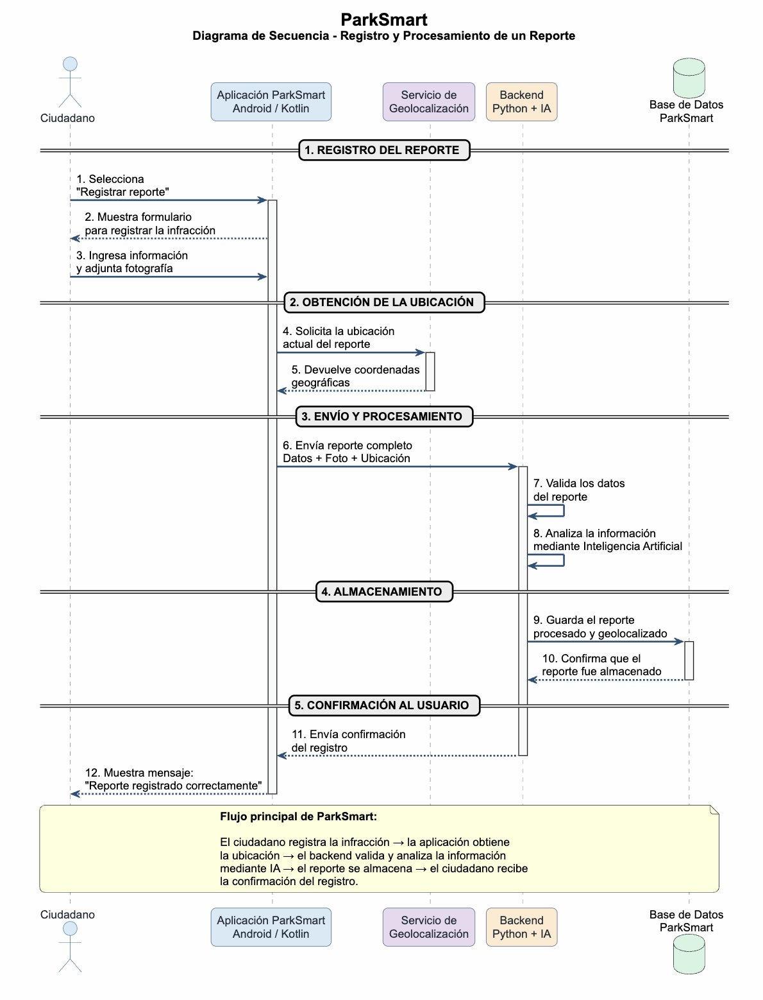 ParkSmart
Diagrama de Secuencia - Registro y Procesamiento de un Reporte
Ciudadano
Aplicación ParkSmart
Android / Kotlin
Servicio de
Geolocalización
Backend
Python + IA
Base de Datos
ParkSmart
1. REGISTRO DEL REPORTE
1. Selecciona
"Registrar reporte"
2. Muestra formulario
para registrar la infracción
3. Ingresa información
y adjunta fotografía
2. OBTENCIÓN DE LA UBICACIÓN
4. Solicita la ubicación
actual del reporte
5. Devuelve coordenadas
geográficas
3. ENVÍO Y PROCESAMIENTO
6. Envía reporte completo
Datos + Foto + Ubicación
7. Valida los datos
del reporte
8. Analiza la información
mediante Inteligencia Artificial
4. ALMACENAMIENTO
9. Guarda el reporte
procesado y geolocalizado
10. Confirma que el
reporte fue almacenado
5. CONFIRMACIÓN AL USUARIO
11. Envía confirmación
del registro
12. Muestra mensaje:
"Reporte registrado correctamente"
Flujo principal de ParkSmart:
El ciudadano registra la infracción → la aplicación obtiene
la ubicación → el backend valida y analiza la información
mediante IA → el reporte se almacena → el ciudadano recibe
la confirmación del registro.
Ciudadano
Aplicación ParkSmart
Android / Kotlin
Servicio de
Geolocalización
Backend
Python + IA
Base de Datos
ParkSmart